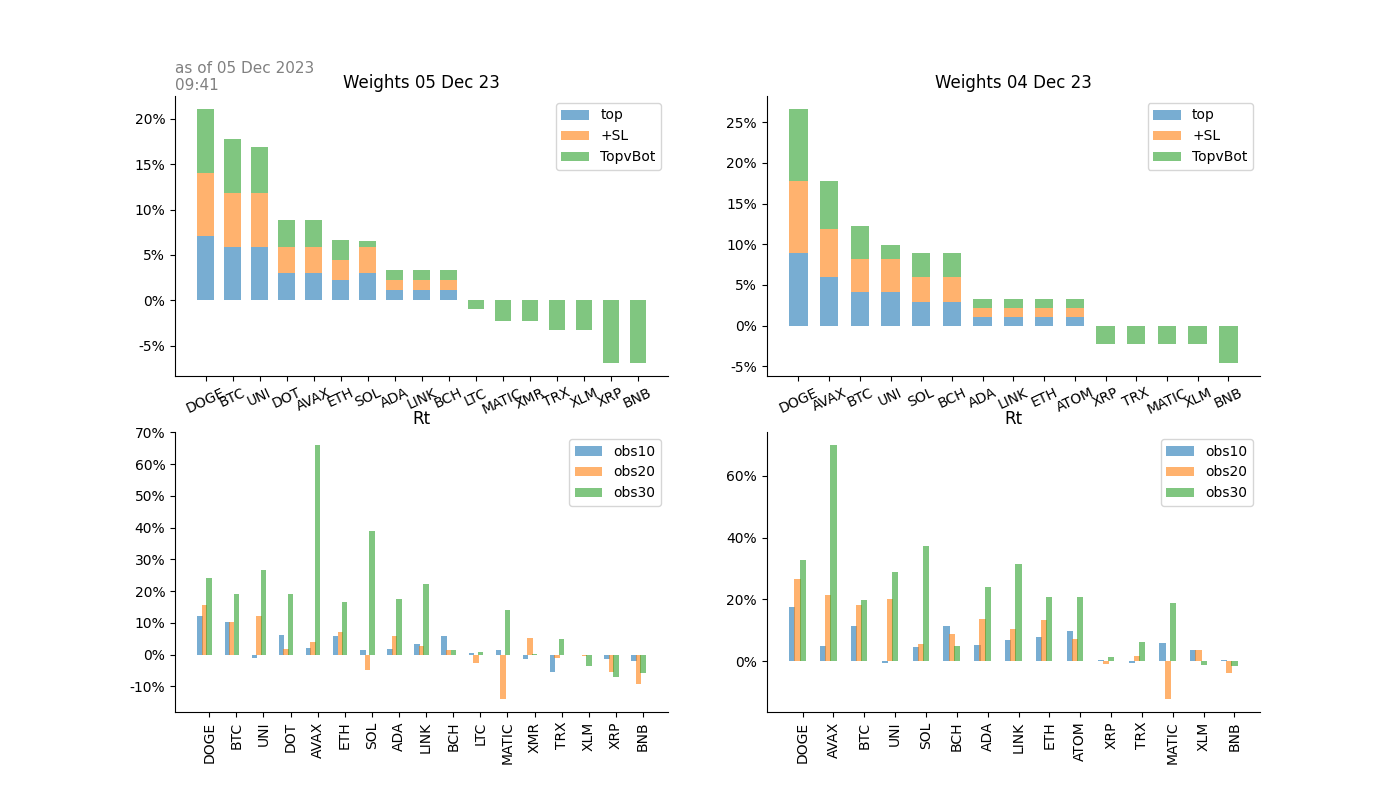 as of 05 Dec 2023
09:41
Weights 05 Dec 23
20%
15%
10%
5%
0%
-5%
top
+SL
TopvBot
DOGE BTC UNI DOT AVAX ETH SOL ADA LINK BCH LTC MATIC XMR TRX XLM XRP BNB
Weights 04 Dec 23
25%
20%
15%
10%
5%
0%
-5%
top
+SL
TopvBot
DOGE AVAX BTC UNI SOL BCH ADA LINK ETH ATOM XRP TRX MATIC XLM BNB
Rt
70%
60%
50%
40%
30%
20%
10%
0%
-10%
obs10
obs20
obs30
DOGE BTC UNI DOT AVAX ETH SOL ADA LINK BCH LTC MATIC XMR TRX XLM XRP BNB
Rt
60%
40%
20%
0%
obs10
obs20
obs30
DOGE AVAX BTC UNI SOL BCH ADA LINK ETH ATOM XRP TRX MATIC XLM BNB